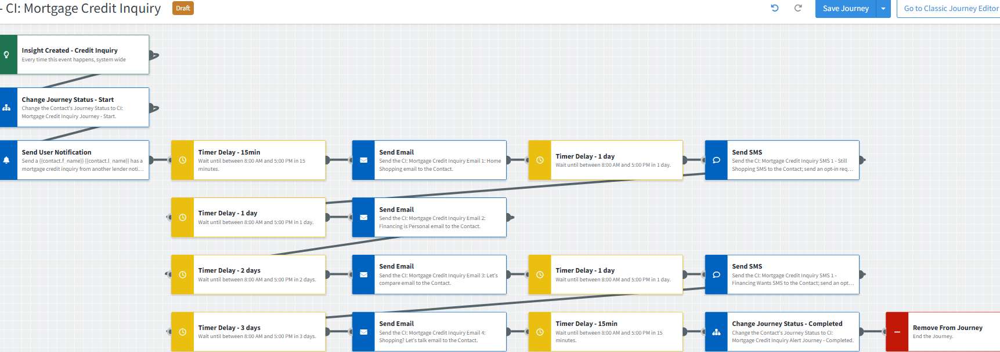 - CI: Mortgage Credit Inquiry
Draft
Save Journey
Go to Classic Journey Editor
Insight Created - Credit Inquiry
Every time this event happens, system wide
Change Journey Status - Start
Change the Contact's Journey Status to CI:
Mortgage Credit Inquiry Journey - Start.
Send User Notification
Send a {{contact.f_name}} {{contact.l_name}} has a
mortgage credit inquiry from another lender noti...
Timer Delay - 15min
Wait until between 8:00 AM and 5:00 PM in 15
minutes.
Send Email
Send the CI: Mortgage Credit Inquiry Email 1: Home
Shopping email to the Contact.
Timer Delay - 1 day
Wait until between 8:00 AM and 5:00 PM in 1 day.
Send SMS
Send the CI: Mortgage Credit Inquiry SMS 1 - Still
Shopping SMS to the Contact; send an opt-in req...
Timer Delay - 1 day
Wait until between 8:00 AM and 5:00 PM in 1 day.
Send Email
Send the CI: Mortgage Credit Inquiry Email 2:
Financing is Personal email to the Contact.
Timer Delay - 2 days
Wait until between 8:00 AM and 5:00 PM in 2 days.
Send Email
Send the CI: Mortgage Credit Inquiry Email 3: Let's
compare email to the Contact.
Timer Delay - 1 day
Wait until between 8:00 AM and 5:00 PM in 1 day.
Send SMS
Send the CI: Mortgage Credit Inquiry SMS 1 -
Financing Wants SMS to the Contact; send an opt...
Timer Delay - 3 days
Wait until between 8:00 AM and 5:00 PM in 3 days.
Send Email
Send the CI: Mortgage Credit Inquiry Email 4:
Shopping? Let's talk email to the Contact.
Timer Delay - 15min
Wait until between 8:00 AM and 5:00 PM in 15
minutes.
Change Journey Status - Completed
Change the Contact's Journey Status to CI:
Mortgage Credit Inquiry Alert Journey - Completed.
Remove From Journey
End the Journey.